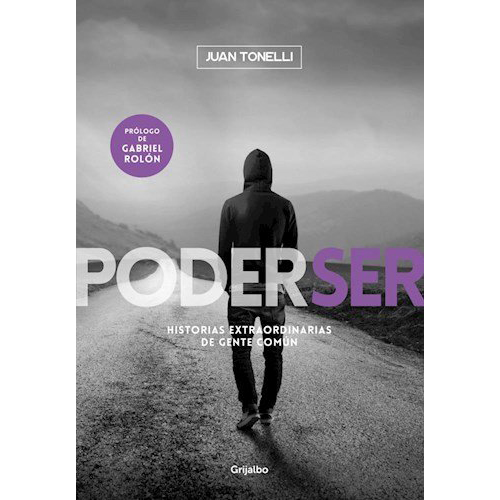 JUAN TONELLI
PRÓLOGO
DE
GABRIEL
ROLÓN
PODERSER
HISTORIAS EXTRAORDINARIAS
DE GENTE COMÚN
Grijalbo